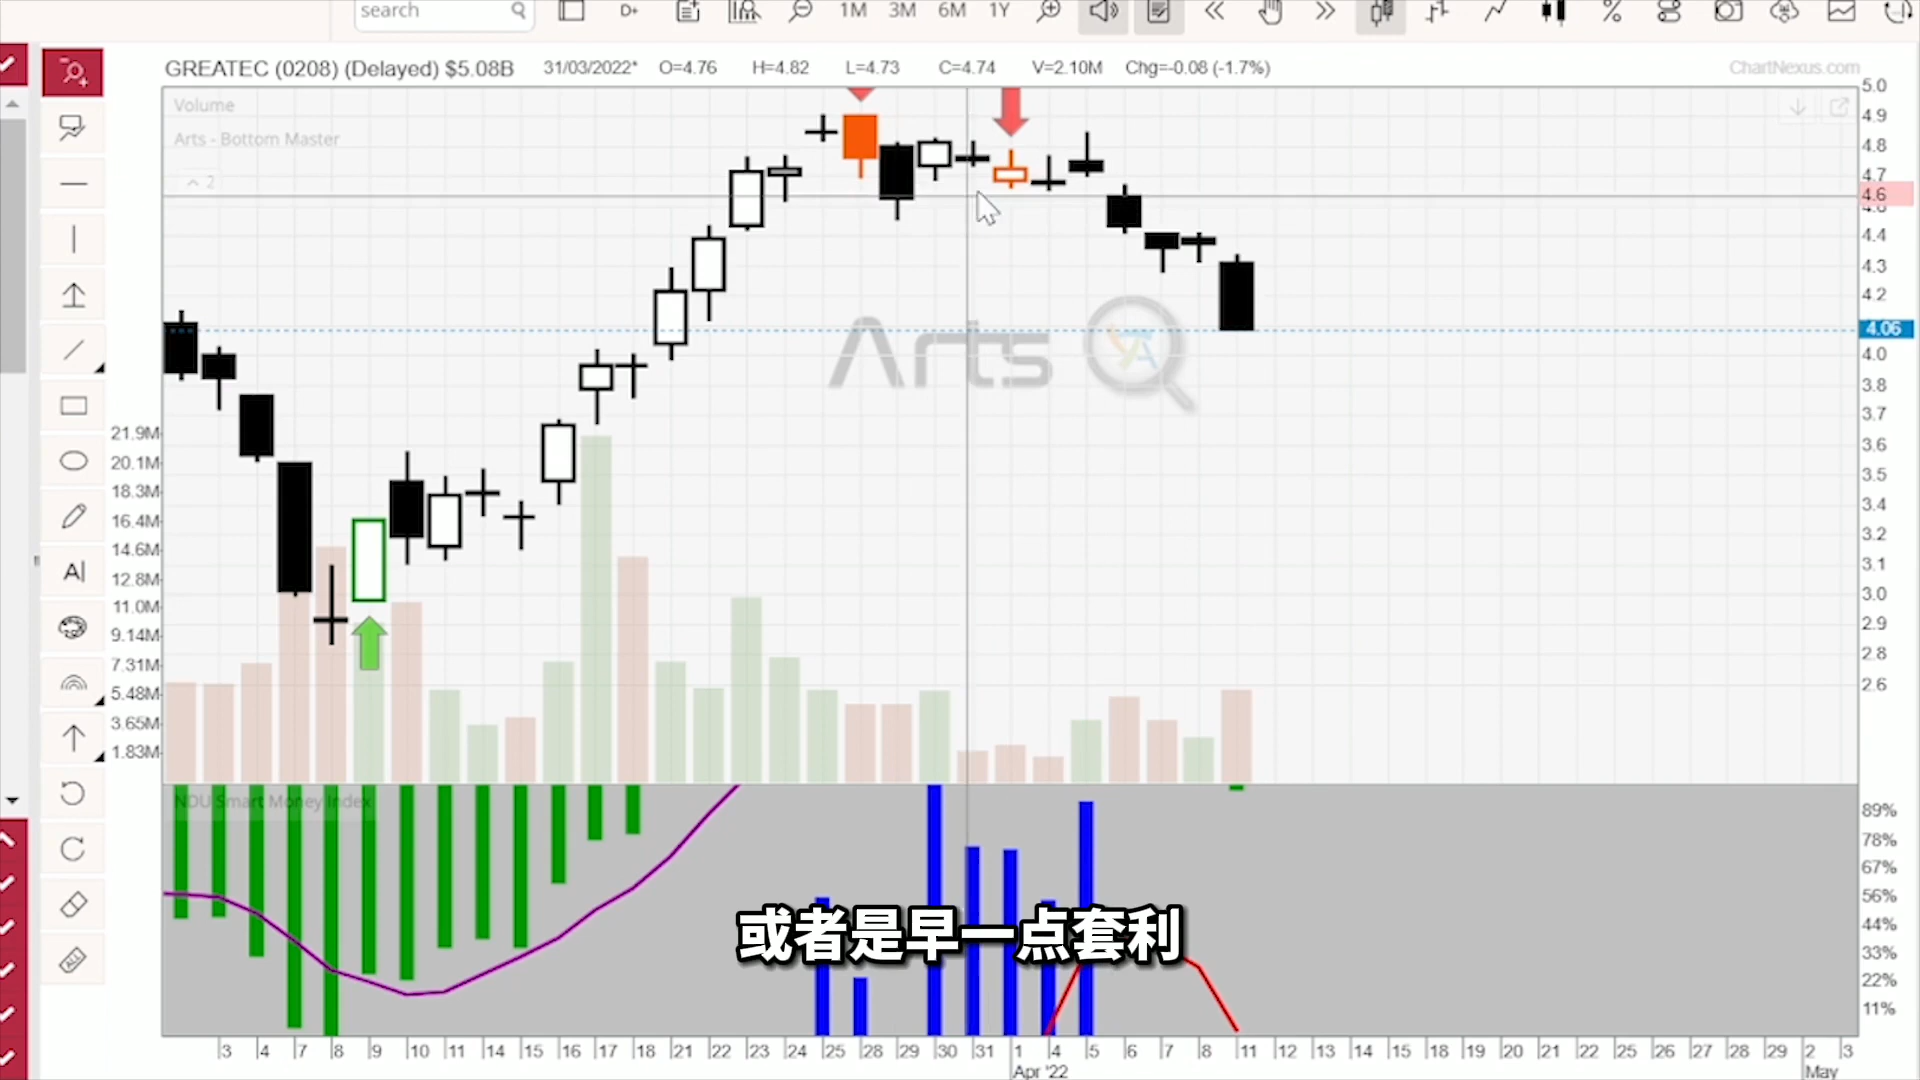 search
D+
1M 3M 6M 1Y
GREATEC (0208) (Delayed) $5.08B 31/03/2022* O=4.76 H=4.82 L=4.73 C=4.74 V=2.10M Chg=-0.08 (-1.7%)
ChartNexus.com
Volume
Arts - Bottom Master
2
5.0
4.9
4.8
4.7
4.6
4.4
4.3
4.2
4.06
4.0
3.8
3.7
3.6
3.5
3.4
3.2
3.1
3.0
2.9
2.8
2.6
Arts
21.9M
20.1M
18.3M
16.4M
14.6M
12.8M
11.0M
9.14M
7.31M
5.48M
3.65M
1.83M
A
ALL
NDU Smart Money Index
89%
78%
67%
56%
44%
33%
22%
11%
或者是早一点套利
3 4 7 8 9 10 11 14 15 16 17 18 21 22 23 24 25 28 29 30 31 1 4 5 6 7 8 11 12 13 14 15 18 19 20 21 22 25 26 27 28 29 2 3
Apr '22 May